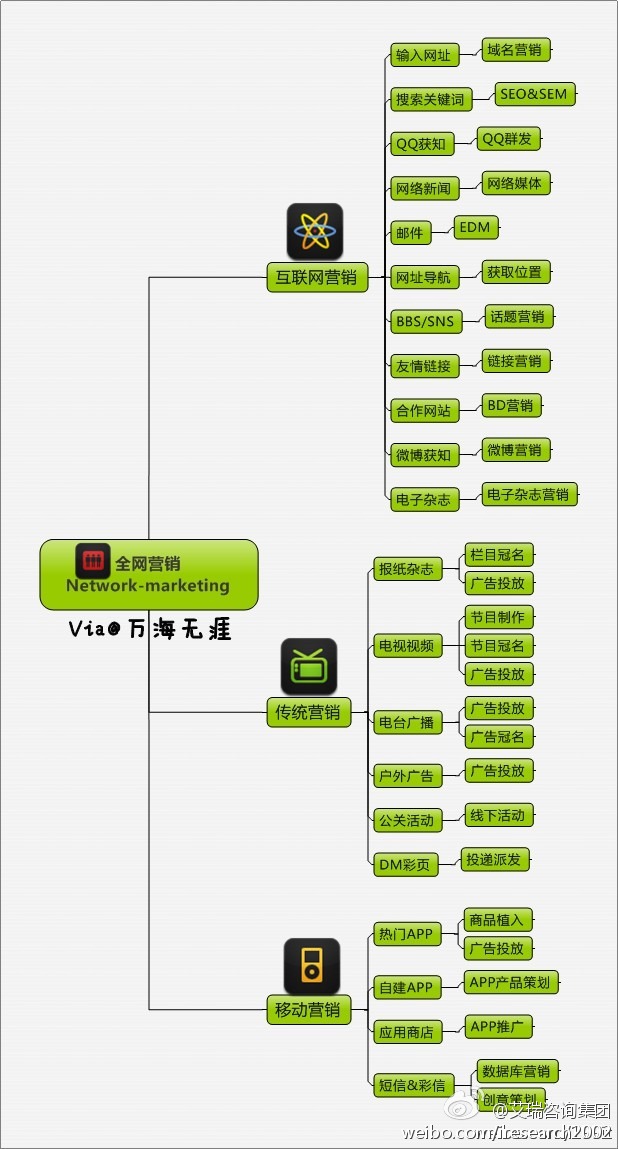 输入网址
域名营销
搜索关键词
SEO&SEM
QQ获知
QQ群发
网络新闻
网络媒体
邮件
EDM
互联网营销
网址导航
获取位置
BBS/SNS
话题营销
友情链接
链接营销
合作网站
BD营销
微博获知
微博营销
电子杂志
电子杂志营销
全网营销
Network-marketing
Via@万海无涯
传统营销
报纸杂志
栏目冠名
广告投放
电视视频
节目制作
节目冠名
广告投放
电台广播
广告投放
广告冠名
户外广告
广告投放
公关活动
线下活动
DM彩页
投递派发
移动营销
热门APP
商品植入
广告投放
自建APP
APP产品策划
应用商店
APP推广
短信&彩信
数据库营销
创意策划
@艾瑞咨询集团
weibo.com/iresearch2002